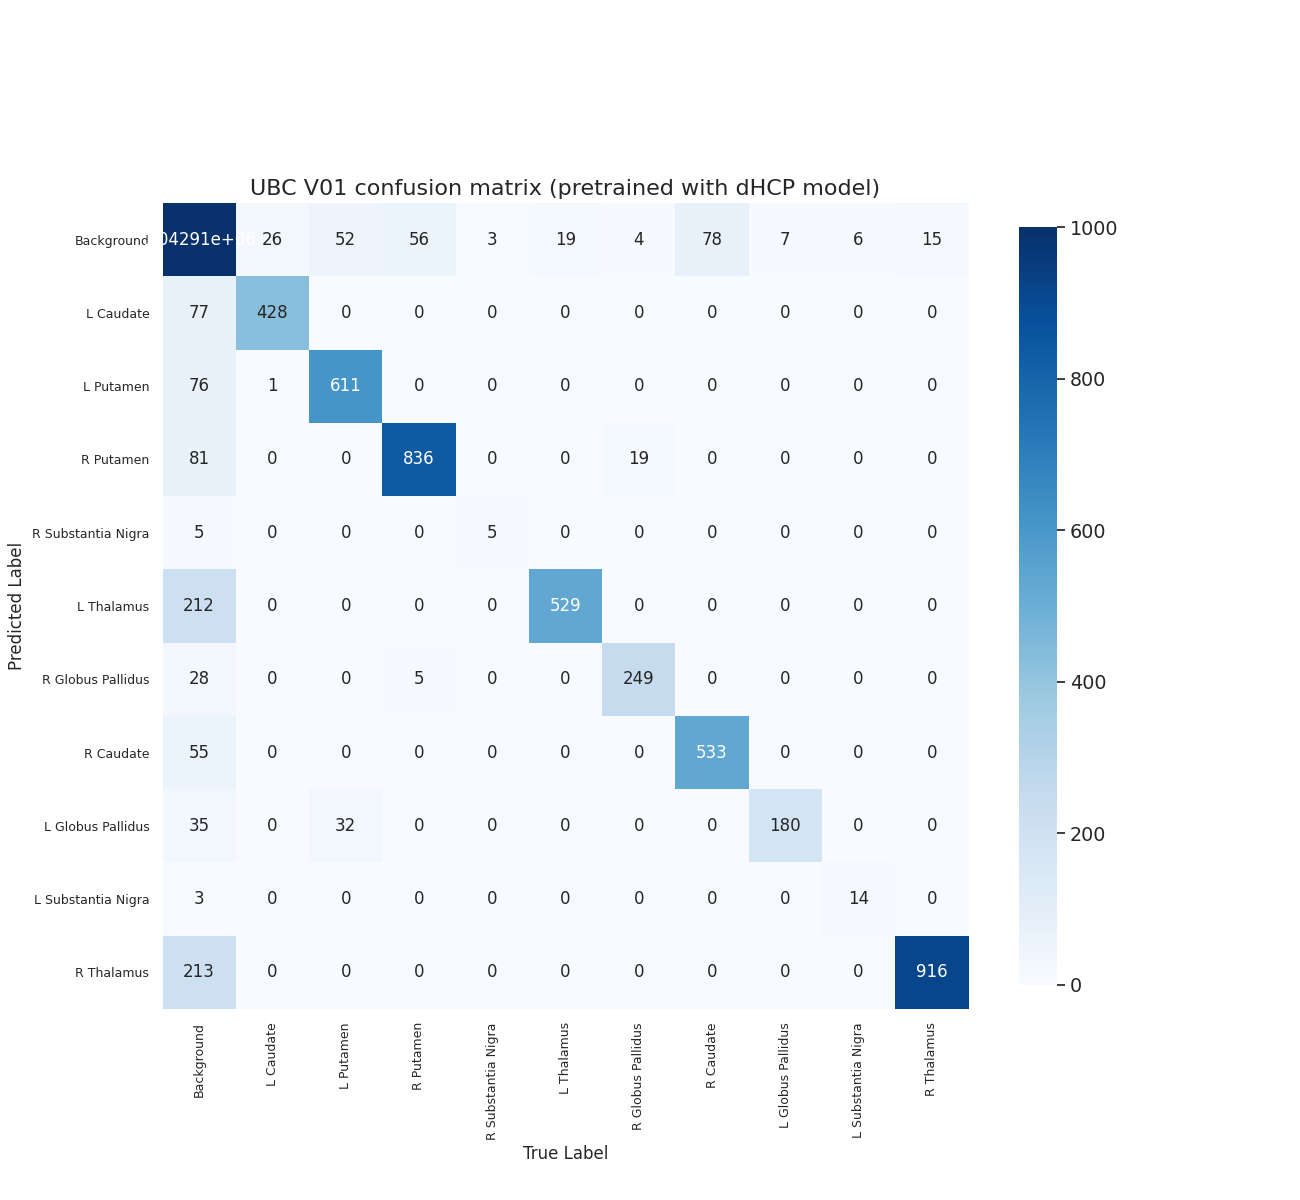 UBC V01 confusion matrix (pretrained with dHCP model)
Background 04291e+06 26 52 56 3 19 4 78 7 6 15
L Caudate 77 428 0 0 0 0 0 0 0 0 0
L Putamen 76 1 611 0 0 0 0 0 0 0 0
R Putamen 81 0 0 836 0 0 19 0 0 0 0
R Substantia Nigra 5 0 0 0 5 0 0 0 0 0 0
L Thalamus 212 0 0 0 0 529 0 0 0 0 0
R Globus Pallidus 28 0 0 5 0 0 249 0 0 0 0
R Caudate 55 0 0 0 0 0 0 533 0 0 0
L Globus Pallidus 35 0 32 0 0 0 0 0 180 0 0
L Substantia Nigra 3 0 0 0 0 0 0 0 0 14 0
R Thalamus 213 0 0 0 0 0 0 0 0 0 916
Background
L Caudate
L Putamen
R Putamen
R Substantia Nigra
L Thalamus
R Globus Pallidus
R Caudate
L Globus Pallidus
L Substantia Nigra
R Thalamus
True Label
Predicted Label
1000
800
600
400
200
0